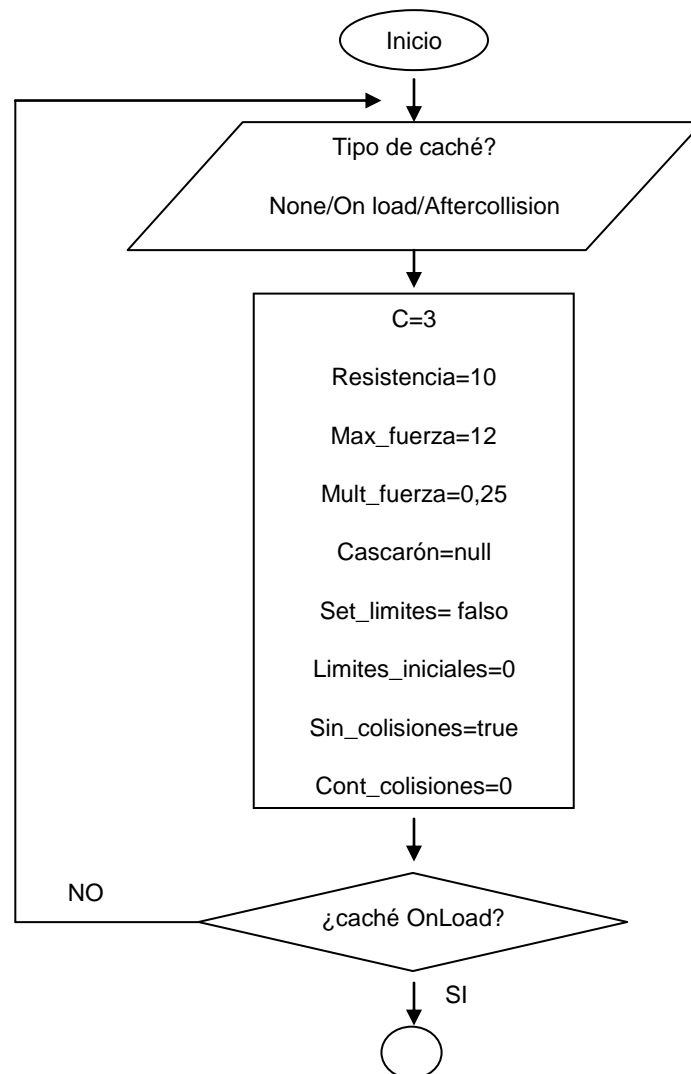 Inicio
Tipo de caché?
None/On load/Aftercollision
C=3
Resistencia=10
Max_fuerza=12
Mult_fuerza=0,25
Cascarón=null
Set_limites= falso
Limites_iniciales=0
Sin_colisiones=true
Cont_colisiones=0
NO
¿caché OnLoad?
SI